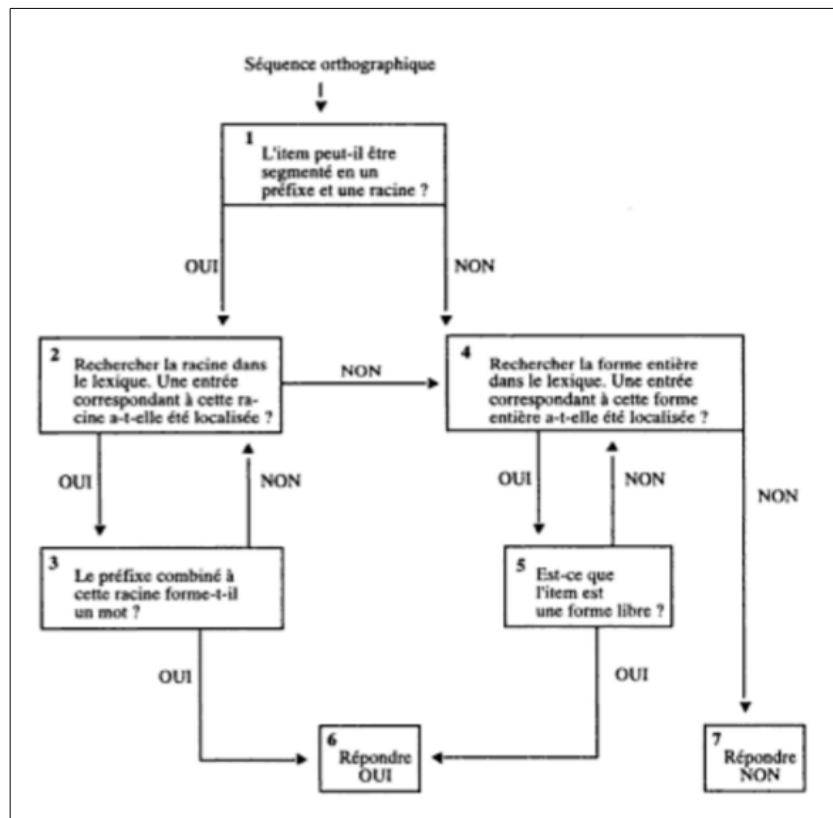 Séquence orthographique
1
L'item peut-il être
segmenté en un
préfixe et une racine ?
OUI
NON
2
Rechercher la racine dans
le lexique. Une entrée
correspondant à cette ra-
cine a-t-elle été localisée ?
NON
4
Rechercher la forme entière
dans le lexique. Une entrée
correspondant à cette forme
entière a-t-elle été localisée ?
OUI
NON
OUI
NON
NON
3
Le préfixe combiné à
cette racine forme-t-il
un mot ?
5
Est-ce que
l'item est
une forme libre ?
OUI
OUI
6
Répondre
OUI
7
Répondre
NON